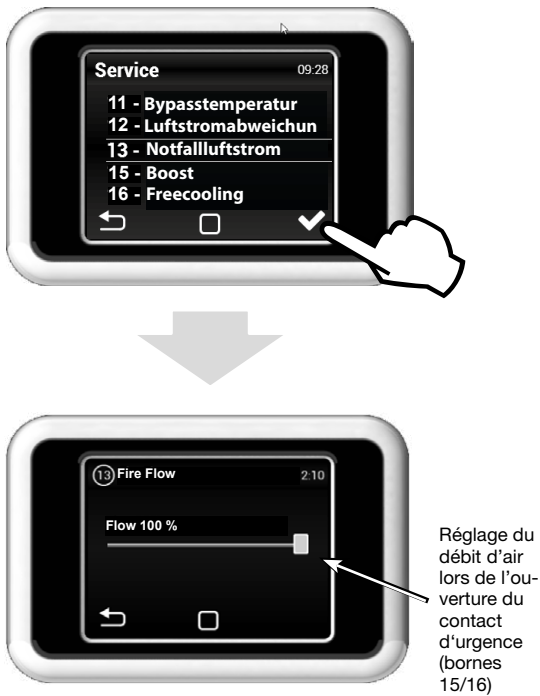 Service 09:28
11 - Bypasstemperatur
12 - Luftstromabweichun
13 - Notfallluftstrom
15 - Boost
16 - Freecooling
13 Fire Flow 2:10
Flow 100 %
Réglage du
débit d’air
lors de l’ou-
verture du
contact
d‘urgence
(bornes
15/16)